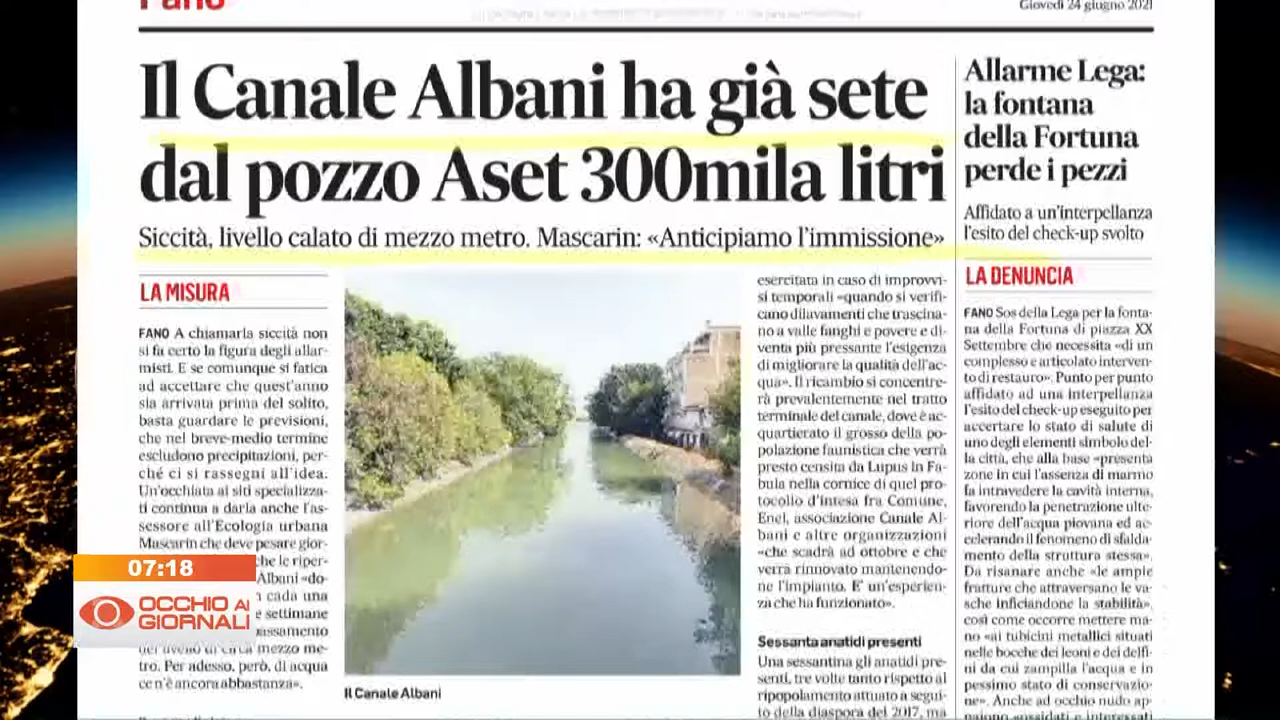 Fano
Giovedì 24 giugno 2021
Il Canale Albani ha già sete
dal pozzo Aset 300mila litri
Siccità, livello calato di mezzo metro. Mascarin: «Anticipiamo l'immissione»
LA MISURA
FANO A chiamarla siccità non
si fa certo la figura degli allar-
misti. E se comunque si fatica
ad accettare che quest'anno
sia arrivata prima del solito,
basta guardare le previsioni,
che nel breve-medio termine
escludono precipitazioni, per-
ché ci si rassegni all'idea.
Un'occhiata ai siti specializza-
ti continua a darla anche l'as-
sessore all'Ecologia urbana
Mascarin che deve pesare gior-
che le riper-
Albani «do-
cada una
e settimane
livello di circa mezzo me-
tro. Per adesso, però, di acqua
ce n'è ancora abbastanza».
Il Canale Albani
esercitata in caso di improvvi-
si temporali «quando si verifi-
cano dilavamenti che trascina-
no a valle fanghi e povere e di-
venta più pressante l'esigenza
di migliorare la qualità dell'ac-
qua». Il ricambio si concentre-
rà prevalentemente nel tratto
terminale del canale, dove è ac-
quartierato il grosso della po-
polazione faunistica che verrà
presto censita da Lupus in Fa-
bula nella cornice di quel pro-
tocollo d'intesa fra Comune,
Enel, associazione Canale Al-
bani e altre organizzazioni
«che scadrà ad ottobre e che
verrà rinnovato mantenendo-
ne l'impianto. E' un'esperien-
za che ha funzionato».
Sessanta anatidi presenti
Una sessantina gli anatidi pre-
senti, tre volte tanto rispetto al
ripopolamento attuato a segui-
to della diaspora del 2017, ma
Allarme Lega:
la fontana
della Fortuna
perde i pezzi
Affidato a un'interpellanza
l'esito del check-up svolto
LA DENUNCIA
FANO Sos della Lega per la fonta-
na della Fortuna di piazza XX
Settembre che necessita «di un
complesso e articolato interven-
to di restauro». Punto per punto
affidato ad una interpellanza
l'esito del check-up eseguito per
accertare lo stato di salute di
uno degli elementi simbolo del-
la città, che alla base «presenta
zone in cui l'assenza di marmo
fa intravedere la cavità interna,
favorendo la penetrazione ulte-
riore dell'acqua piovana ed ac-
celerando il fenomeno di sfalda-
mento della struttura stessa».
Da risanare anche «le ampie
fratture che attraversano le va-
sche inficiandone la stabilità»,
così come occorre mettere ma-
no «ai tubicini metallici situati
nelle bocche dei leoni e dei delfi-
ni da cui zampilla l'acqua e in
pessimo stato di conservazio-
ne». Anche ad occhio nudo ap-
paiono ossidati e interessati
07:18
OCCHIO AI
GIORNALI